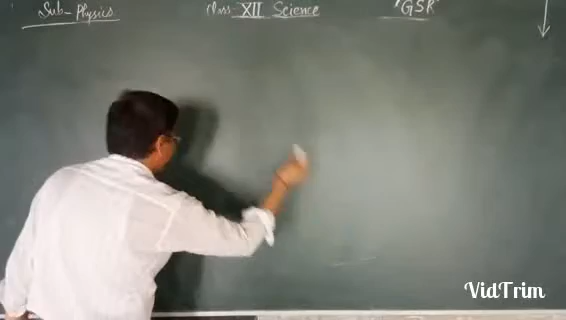 Sub- Physics
Class- XII Science
"GSR"
VidTrim